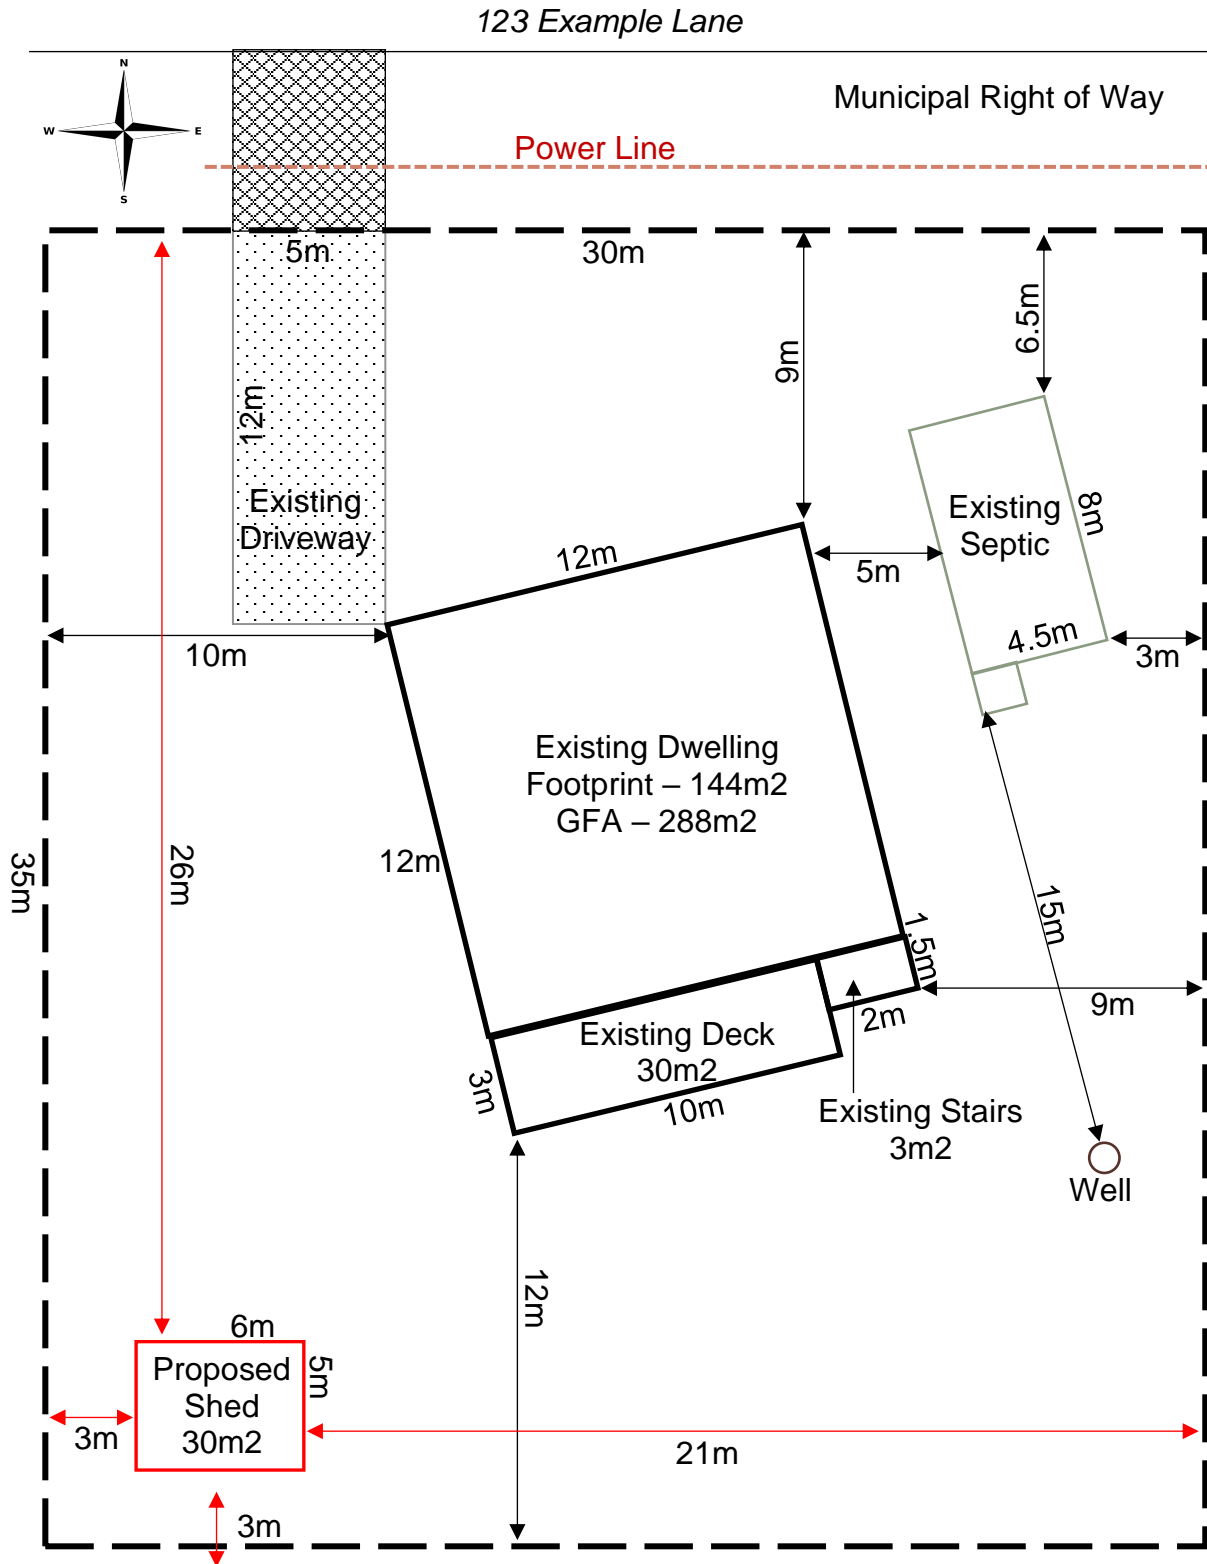 123 Example Lane
N
W
E
S
Municipal Right of Way
Power Line
5m
30m
9m
6.5m
12m
Existing
Driveway
Existing
Septic
8m
12m
5m
4.5m
3m
10m
Existing Dwelling
Footprint – 144m2
GFA – 288m2
12m
35m
26m
15m
1.5m
9m
2m
Existing Deck
30m2
3m
10m
Existing Stairs
3m2
Well
12m
6m
Proposed
Shed
30m2
5m
3m
21m
3m